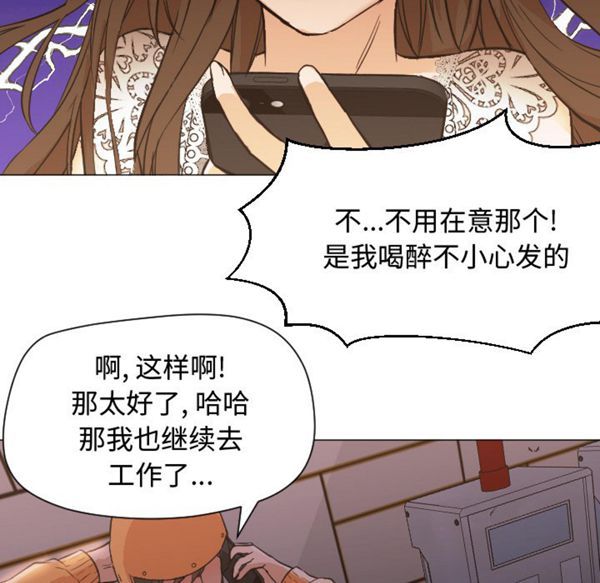 不...不用在意那个!
是我喝醉不小心发的
啊, 这样啊!
那太好了, 哈哈
那我也继续去
工作了...